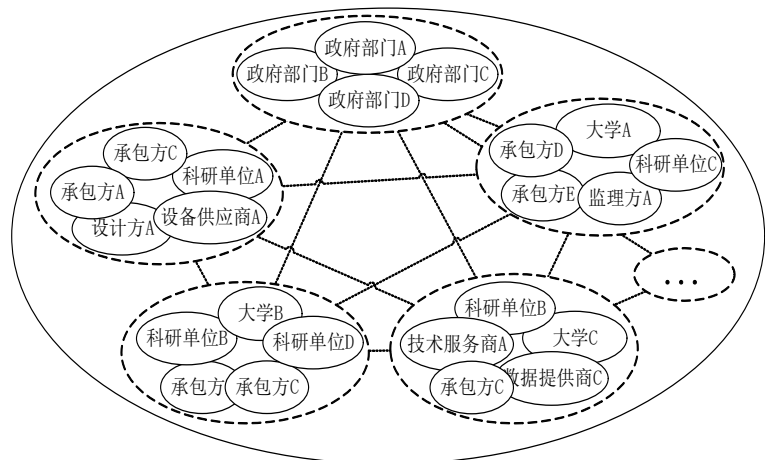 政府部门A
政府部门B
政府部门C
政府部门D
承包方C
科研单位A
承包方A
设备供应商A
设计方A
大学A
承包方D
科研单位C
承包方E
监理方A
...
大学B
科研单位B
科研单位D
承包方
承包方C
科研单位B
大学C
技术服务商A
数据提供商C
承包方C